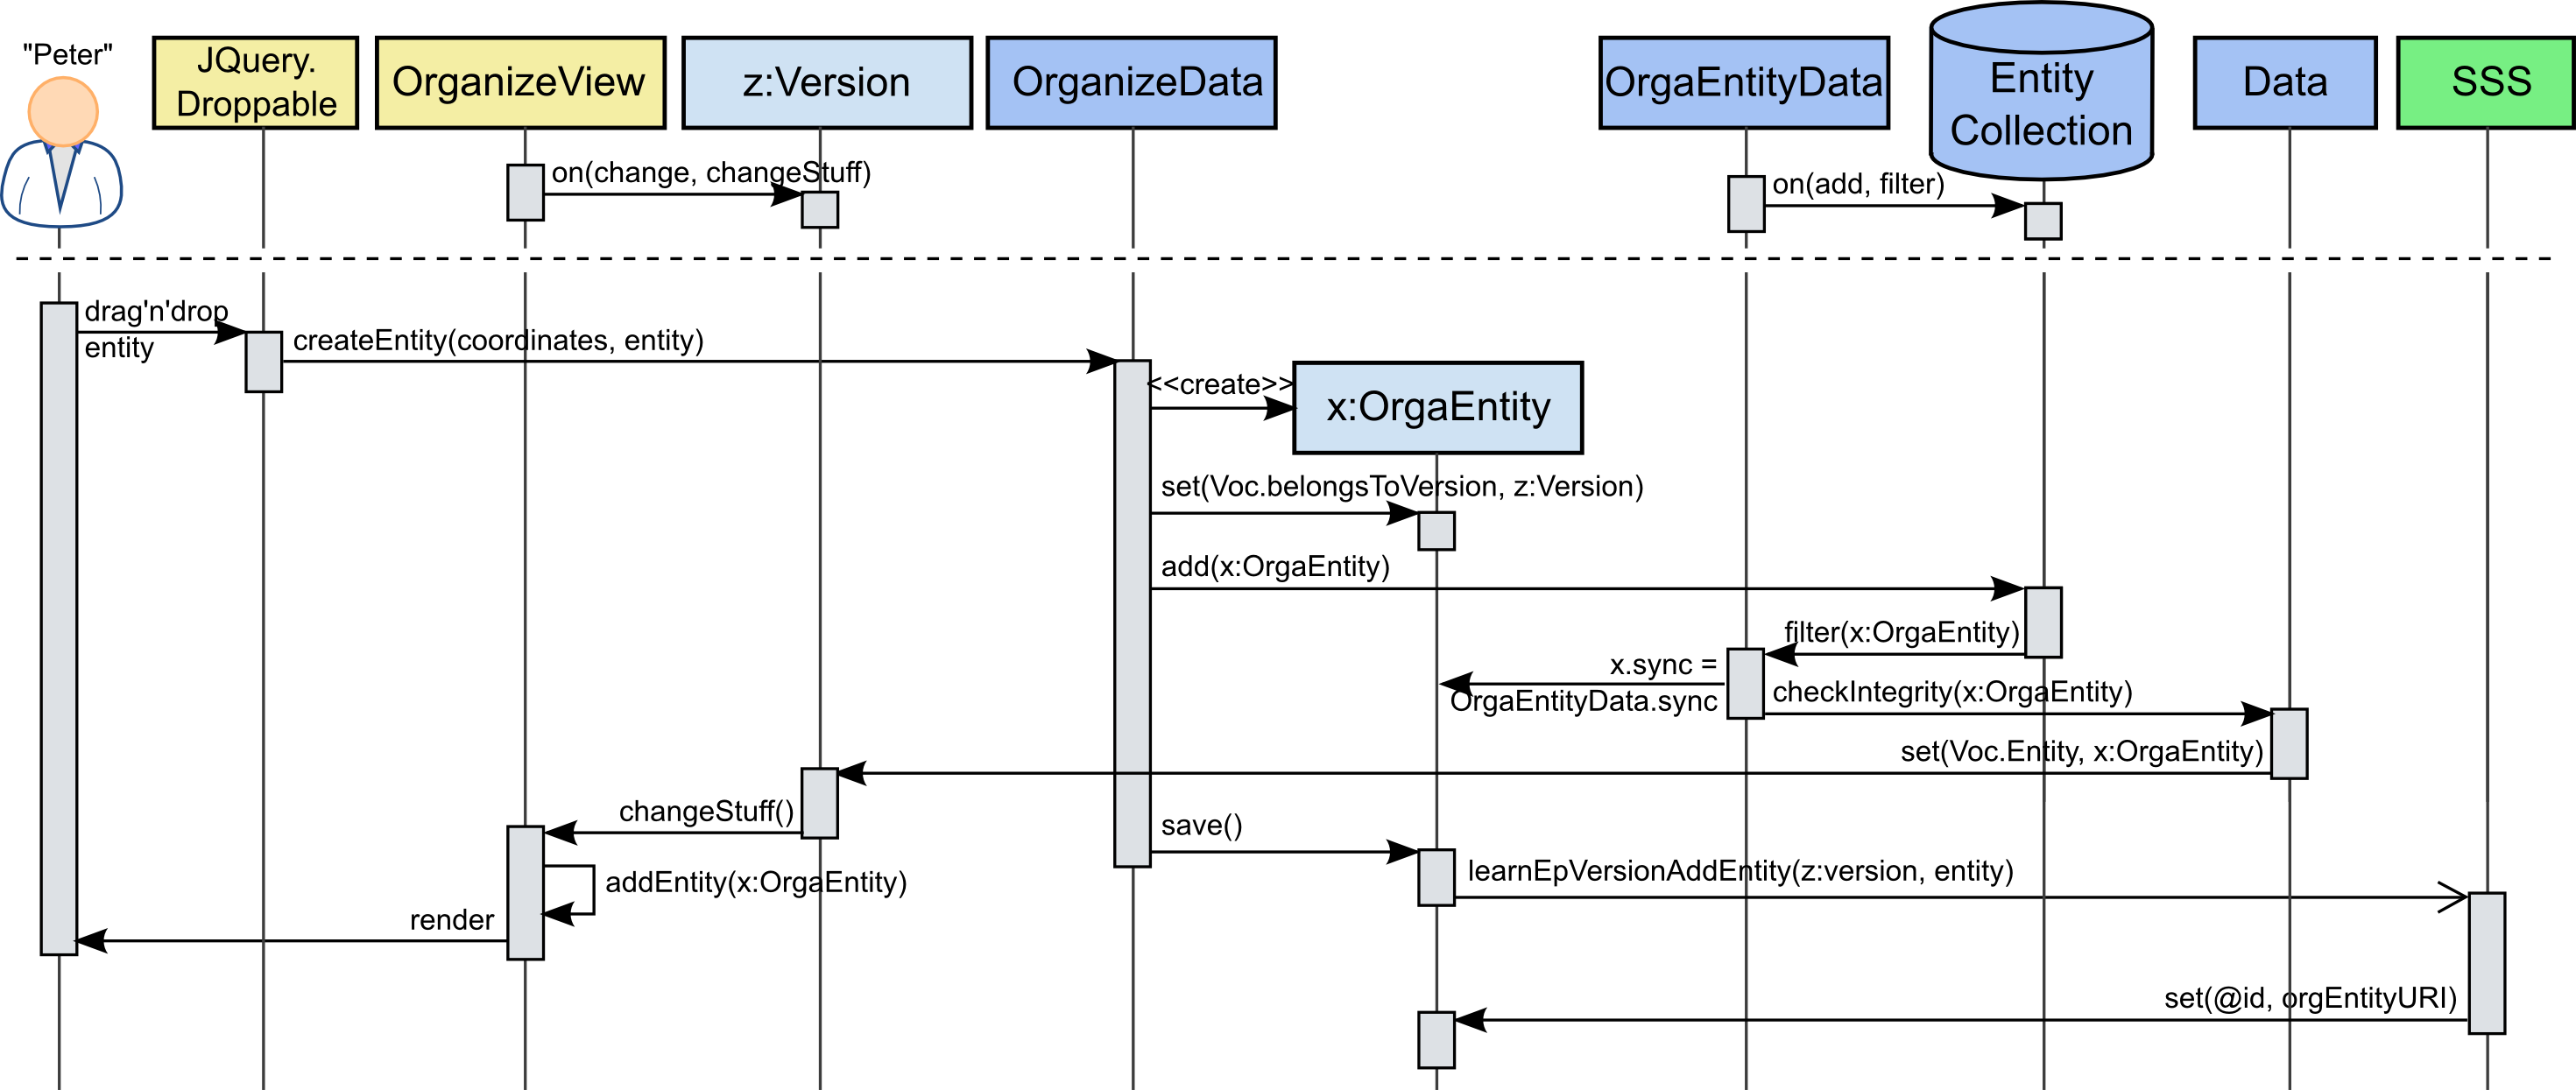 "Peter"
JQuery.
Droppable
OrganizeView
z:Version
OrganizeData
OrgaEntityData
Entity
Collection
Data
SSS
on(change, changeStuff)
on(add, filter)
drag'n'drop
entity
createEntity(coordinates, entity)
<<create>>
x:OrgaEntity
set(Voc.belongsToVersion, z:Version)
add(x:OrgaEntity)
filter(x:OrgaEntity)
x.sync =
OrgaEntityData.sync
checkIntegrity(x:OrgaEntity)
set(Voc.Entity, x:OrgaEntity)
changeStuff()
save()
addEntity(x:OrgaEntity)
learnEpVersionAddEntity(z:version, entity)
render
set(@id, orgEntityURI)